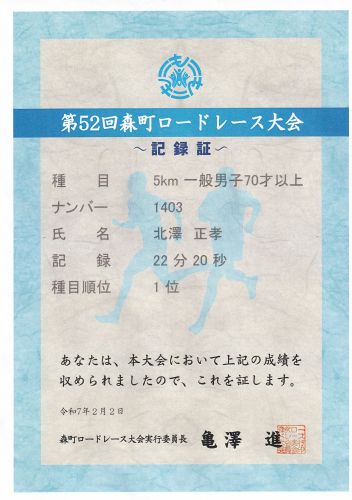 第52回森町ロードレース大会
～記録証～
種目 5km 一般男子70才以上
ナンバー 1403
氏名 北澤 正孝
記録 22分20秒
種目順位 1位
あなたは、本大会において上記の成績を
収められましたので、これを証します。
令和7年2月2日
森町ロードレース大会実行委員長 亀澤 進